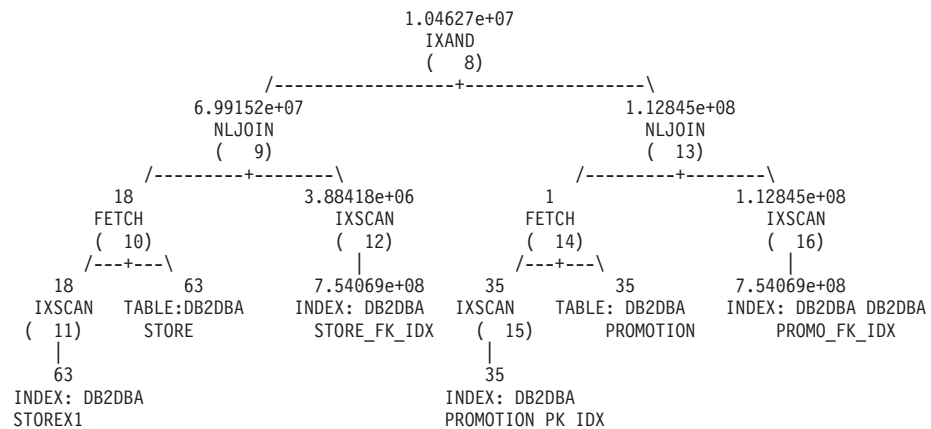 1.04627e+07
IXAND
( 8)
/------------------+------------------\
6.99152e+07 1.12845e+08
NLJOIN NLJOIN
( 9) ( 13)
/---------+--------\ /---------+--------\
18 3.88418e+06 1 1.12845e+08
FETCH IXSCAN FETCH IXSCAN
( 10) ( 12) ( 14) ( 16)
/---+---\ | /---+---\ |
18 63 7.54069e+08 35 35 7.54069e+08
IXSCAN TABLE:DB2DBA INDEX: DB2DBA IXSCAN TABLE: DB2DBA INDEX: DB2DBA DB2DBA
( 11) STORE STORE_FK_IDX ( 15) PROMOTION PROMO_FK_IDX
| |
63 35
INDEX: DB2DBA INDEX: DB2DBA
STOREX1 PROMOTION PK IDX